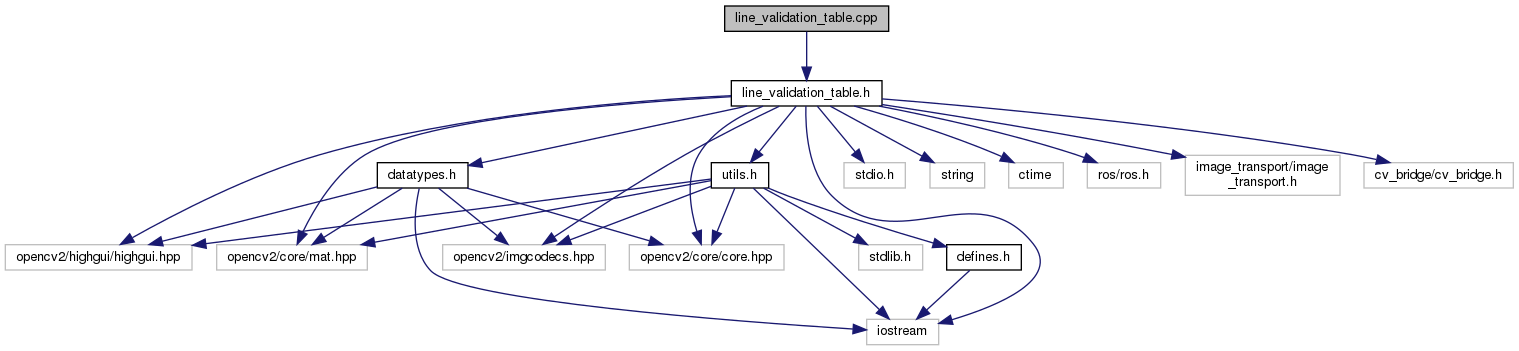 line_validation_table.cpp
line_validation_table.h
datatypes.h
utils.h
stdio.h
string
ctime
ros/ros.h
image_transport/image
_transport.h
cv_bridge/cv_bridge.h
opencv2/highgui/highgui.hpp
opencv2/core/mat.hpp
opencv2/imgcodecs.hpp
opencv2/core/core.hpp
stdlib.h
defines.h
iostream